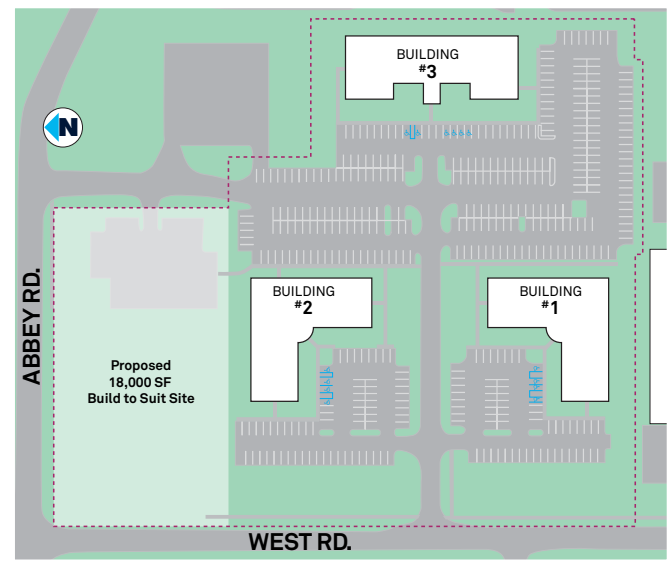 BUILDING
#3
N
BUILDING
#2
BUILDING
#1
ABBEY RD.
Proposed
18,000 SF
Build to Suit Site
WEST RD.